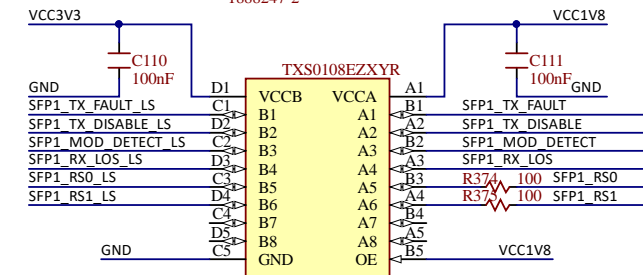 VCC3V3 VCC1V8
C110 C111
100nF 100nF
TXS0108EZXYR
GND D1 A1 GND
VCCB VCCA
SFP1_TX_FAULT_LS C1 B1 A1 B1 SFP1_TX_FAULT
SFP1_TX_DISABLE_LS D2 B2 A2 A2 SFP1_TX_DISABLE
SFP1_MOD_DETECT_LS C2 B3 A3 B2 SFP1_MOD_DETECT
SFP1_RX_LOS_LS D3 B4 A4 A3 SFP1_RX_LOS
SFP1_RS0_LS C3 B5 A5 B3 R374 100 SFP1_RS0
SFP1_RS1_LS D4 B6 A6 A4 R375 100 SFP1_RS1
C4 B7 A7 B4
D5 B8 A8 A5
GND C5 GND OE B5 VCC1V8